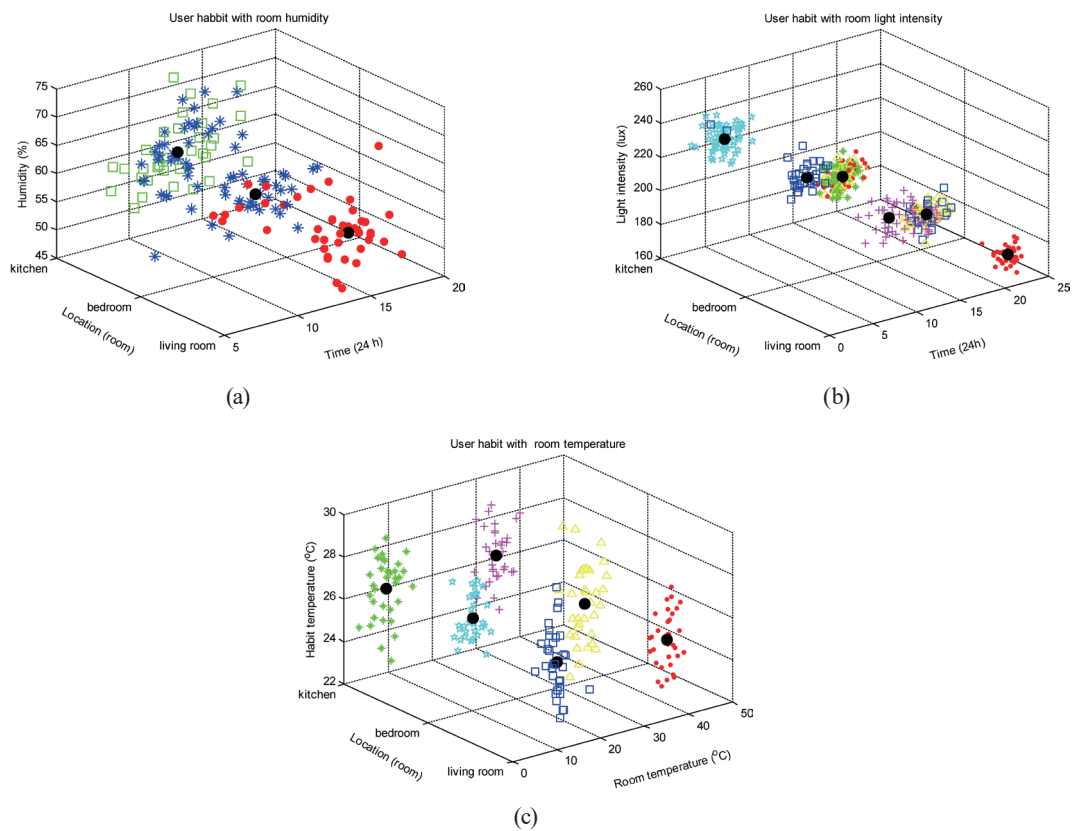 User habbit with room humidity
75
70
65
60
55
50
45
Humidity (%)
kitchen
bedroom
living room
Location (room)
5
10
15
20
Time (24 h)
(a)
User habbit with room light intensity
260
240
220
200
180
160
Light intensity (lux)
kitchen
bedroom
living room
Location (room)
0
5
10
15
20
25
Time (24h)
(b)
User habbit with room temperature
30
28
26
24
22
Habit temperature (°C)
kitchen
bedroom
living room
Location (room)
0
10
20
30
40
50
Room temperature (°C)
(c)